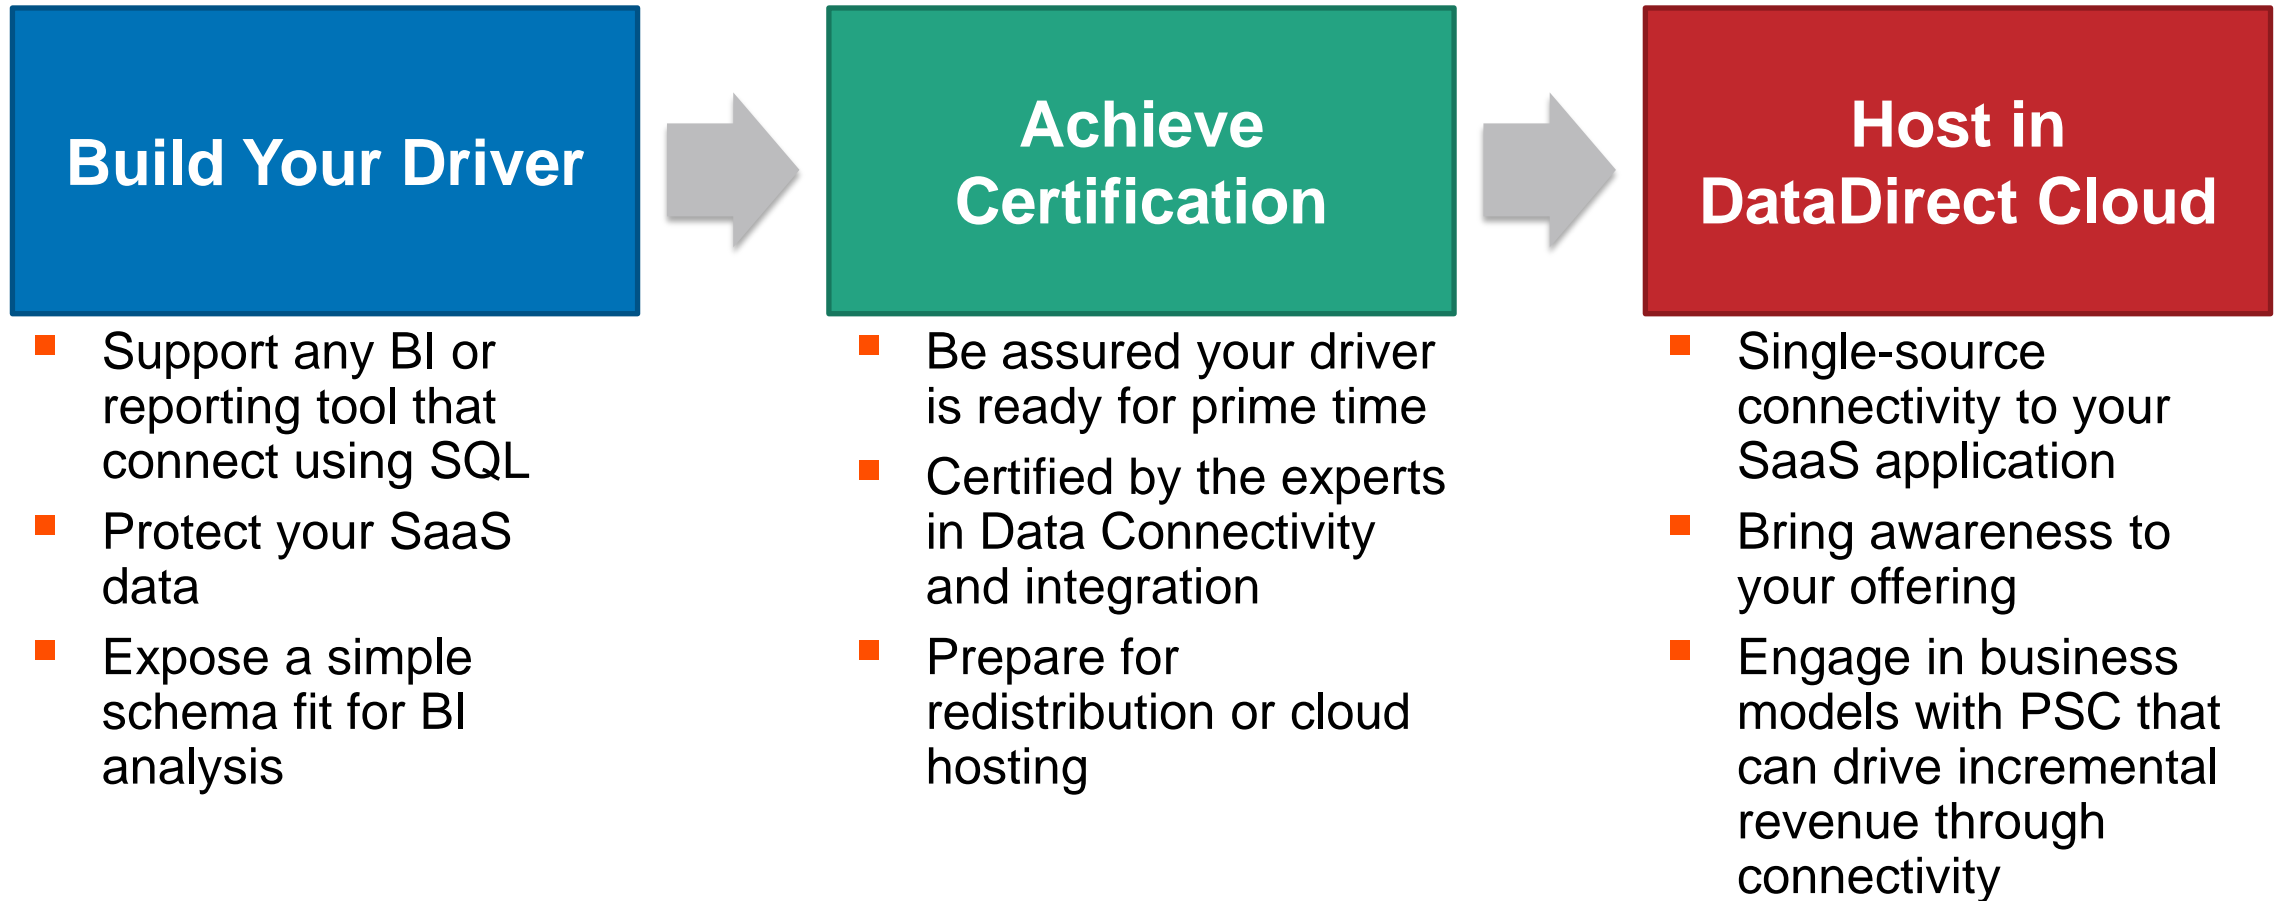 Build Your Driver
Support any BI or
reporting tool that
connect using SQL
Protect your SaaS
data
Expose a simple
schema fit for BI
analysis
Achieve
Certification
Be assured your driver
is ready for prime time
Certified by the experts
in Data Connectivity
and integration
Prepare for
redistribution or cloud
hosting
Host in
DataDirect Cloud
Single-source
connectivity to your
SaaS application
Bring awareness to
your offering
Engage in business
models with PSC that
can drive incremental
revenue through
connectivity